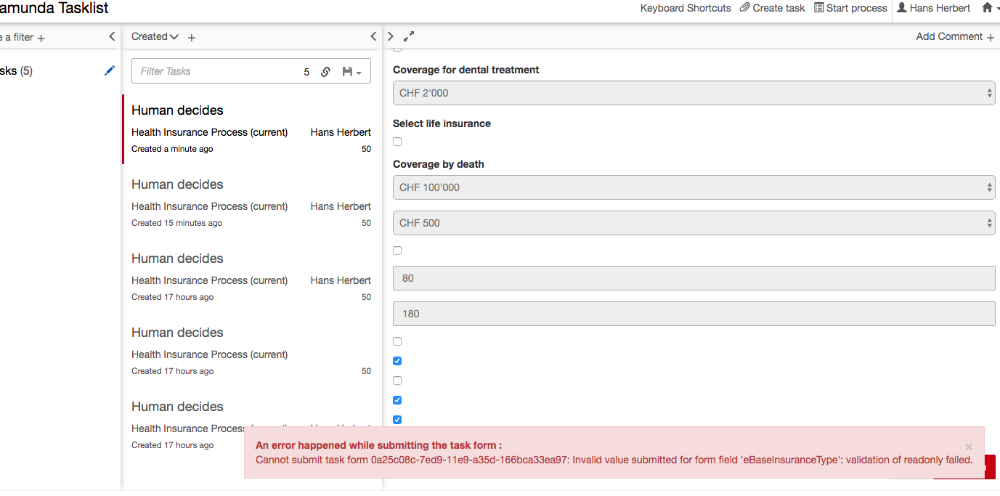 amunda Tasklist
Keyboard Shortcuts Create task Start process Hans Herbert
e a filter +
Created +
Add Comment +
sks (5)
Filter Tasks 5
Human decides
Health Insurance Process (current) Hans Herbert
Created a minute ago 50
Human decides
Health Insurance Process (current) Hans Herbert
Created 15 minutes ago 50
Human decides
Health Insurance Process (current) Hans Herbert
Created 17 hours ago 50
Human decides
Health Insurance Process (current)
Created 17 hours ago 50
Human decides
Health Insurance Process
Created 17 hours ago
Coverage for dental treatment
CHF 2'000
Select life insurance
Coverage by death
CHF 100'000
CHF 500
80
180
An error happened while submitting the task form :
Cannot submit task form 0a25c08c-7ed9-11e9-a35d-166bca33ea97: Invalid value submitted for form field 'eBaseInsuranceType': validation of readonly failed.
×